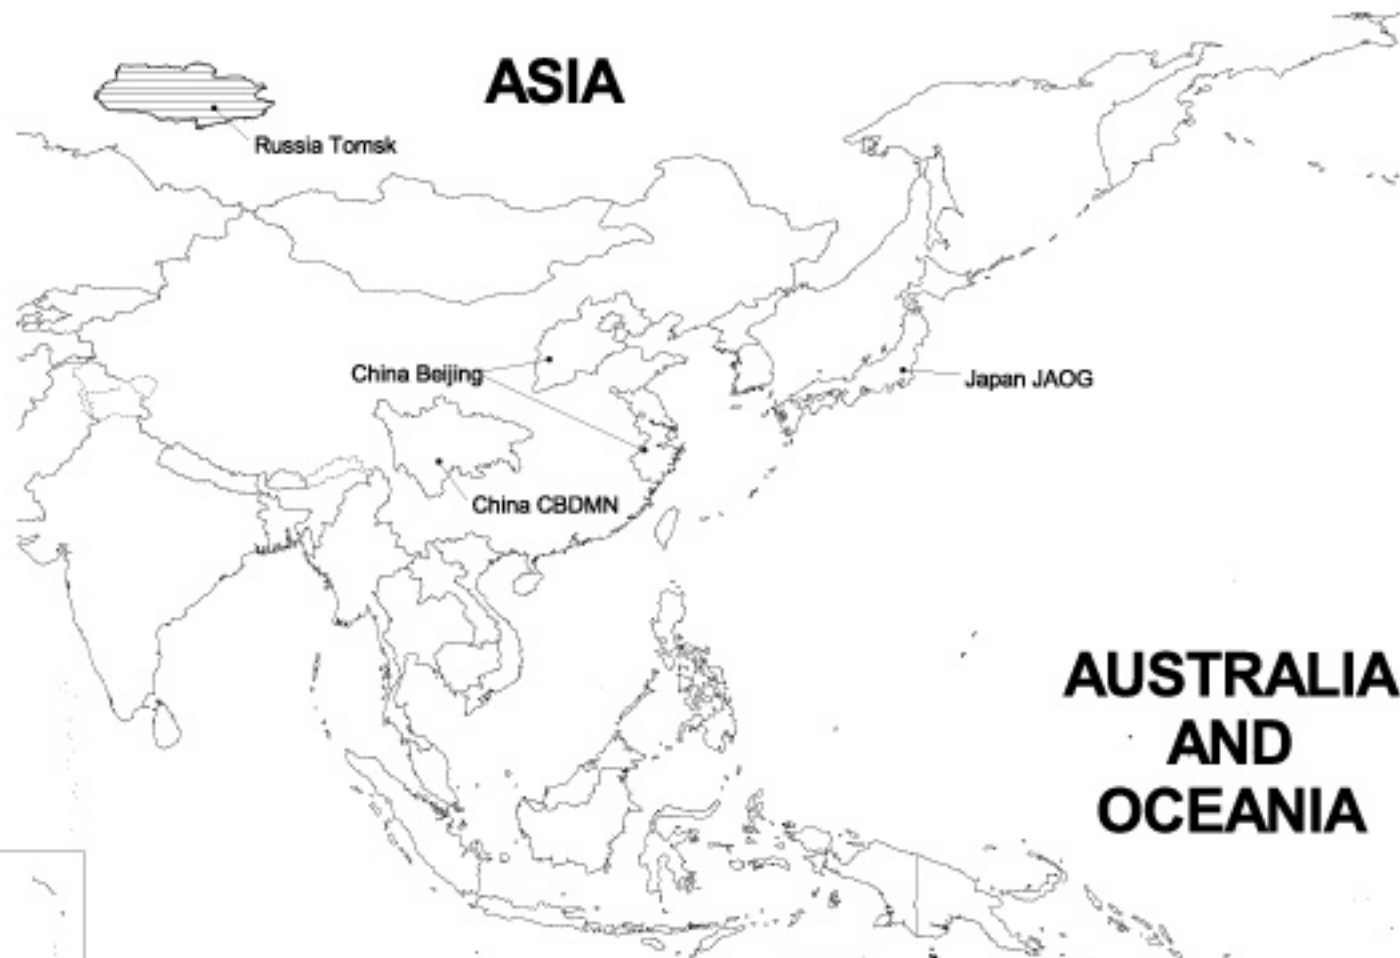 ASIA
Russia Tomsk
China Beijing
Japan JAOG
China CBDMN
AUSTRALIA
AND
OCEANIA